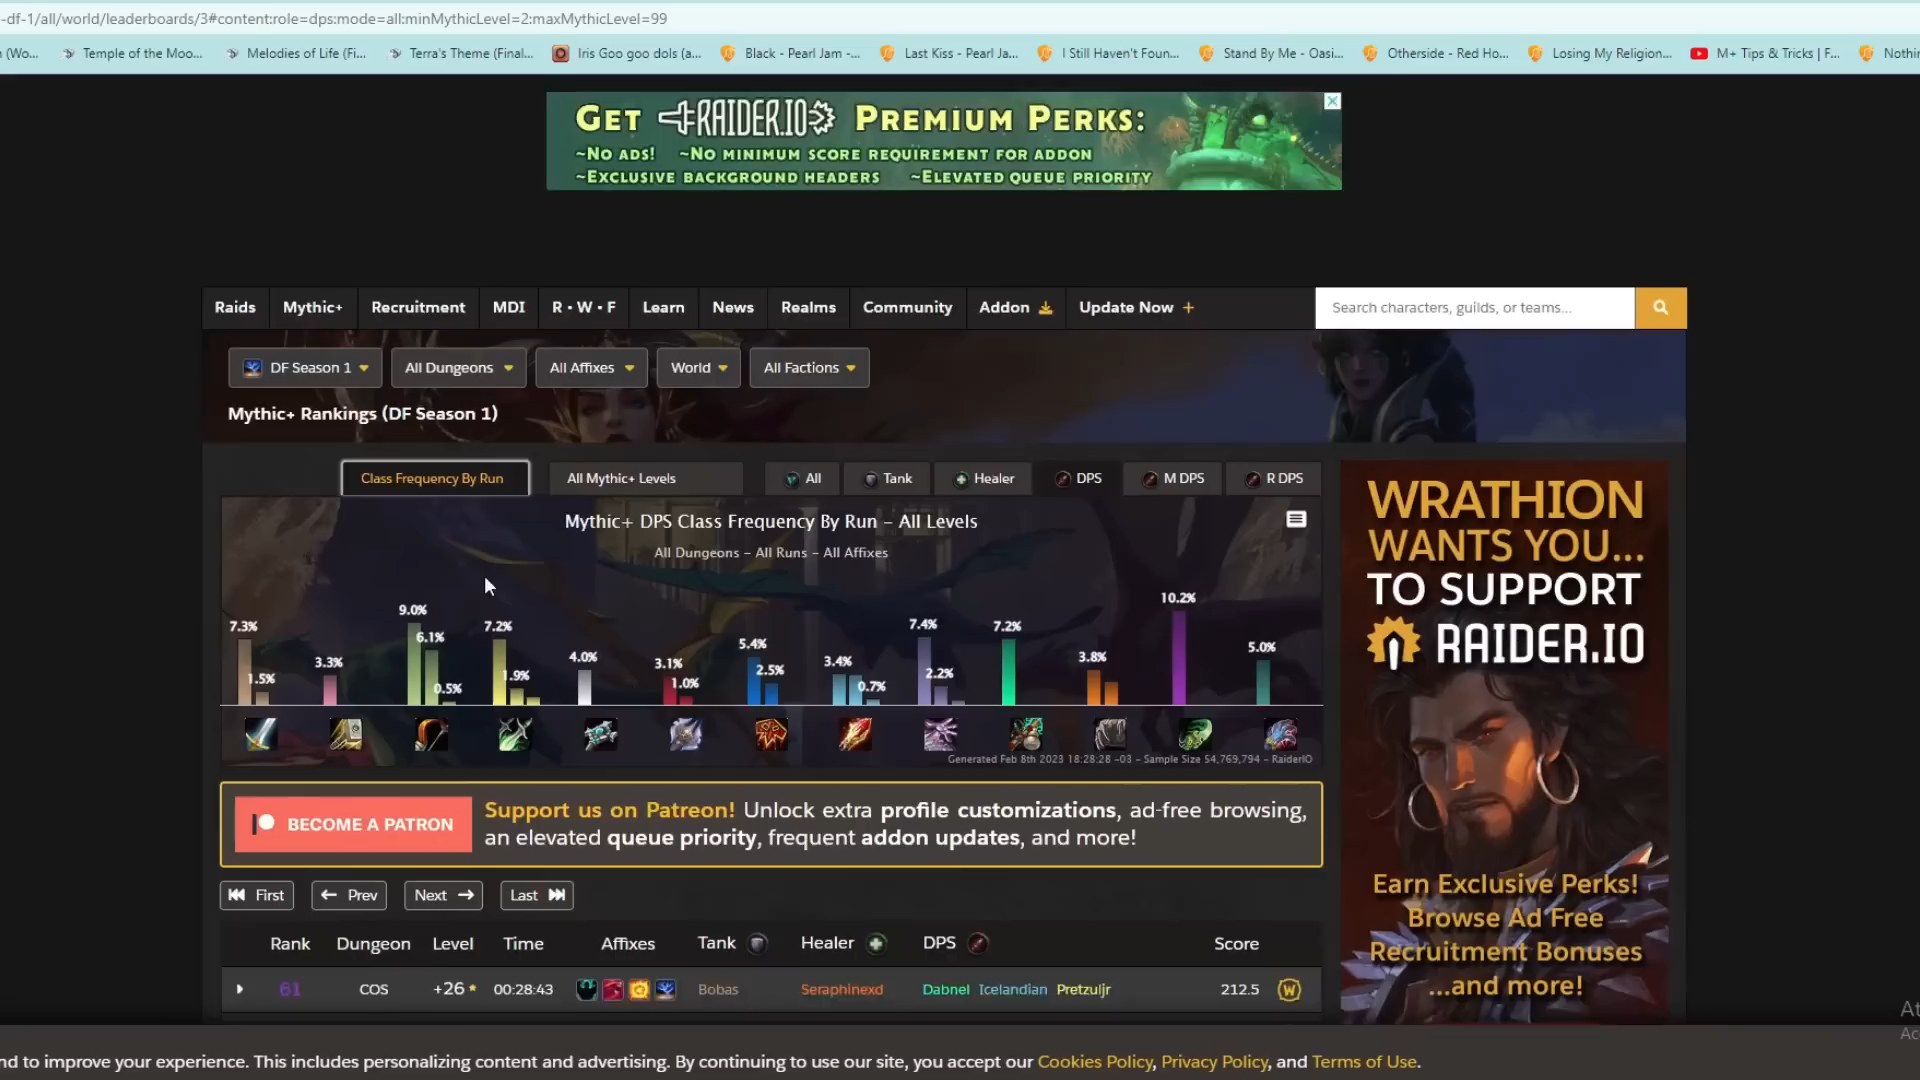 -df-1/all/world/leaderboards/3#content:role=dps:mode=all:minMythicLevel=2:maxMythicLevel=99
(Wo... Temple of the Moo... Melodies of Life (Fi... Terra's Theme (Final... Iris Goo goo dols (a... Black - Pearl Jam -... Last Kiss - Pearl Ja... I Still Haven't Foun... Stand By Me - Oasi... Otherside - Red Ho... Losing My Religion... M+ Tips & Tricks | F... Nothin
GET RAIDER.IO PREMIUM PERKS:
~NO ADS! ~NO MINIMUM SCORE REQUIREMENT FOR ADDON
~EXCLUSIVE BACKGROUND HEADERS ~ELEVATED QUEUE PRIORITY
Raids Mythic+ Recruitment MDI R • W • F Learn News Realms Community Addon Update Now + Search characters, guilds, or teams...
DF Season 1 All Dungeons All Affixes World All Factions
Mythic+ Rankings (DF Season 1)
Class Frequency By Run All Mythic+ Levels All Tank Healer DPS M DPS R DPS
Mythic+ DPS Class Frequency By Run – All Levels
All Dungeons – All Runs – All Affixes
7.3% 1.5% 3.3% 9.0% 6.1% 0.5% 7.2% 1.9% 4.0% 3.1% 1.0% 5.4% 2.5% 3.4% 0.7% 7.4% 2.2% 7.2% 3.8% 10.2% 5.0%
Generated Feb 8th 2023 18:28:28 -03 – Sample Size 54,769,794 – RaiderIO
WRATHION
WANTS YOU...
TO SUPPORT
RAIDER.IO
Earn Exclusive Perks!
Browse Ad Free
Recruitment Bonuses
...and more!
BECOME A PATRON
Support us on Patreon! Unlock extra profile customizations, ad-free browsing,
an elevated queue priority, frequent addon updates, and more!
First Prev Next Last
Rank Dungeon Level Time Affixes Tank Healer DPS Score
61 COS +26 * 00:28:43 Bobas Seraphinexd Dabnel Icelandian Pretzuljr 212.5
At
Ac
nd to improve your experience. This includes personalizing content and advertising. By continuing to use our site, you accept our Cookies Policy, Privacy Policy, and Terms of Use.